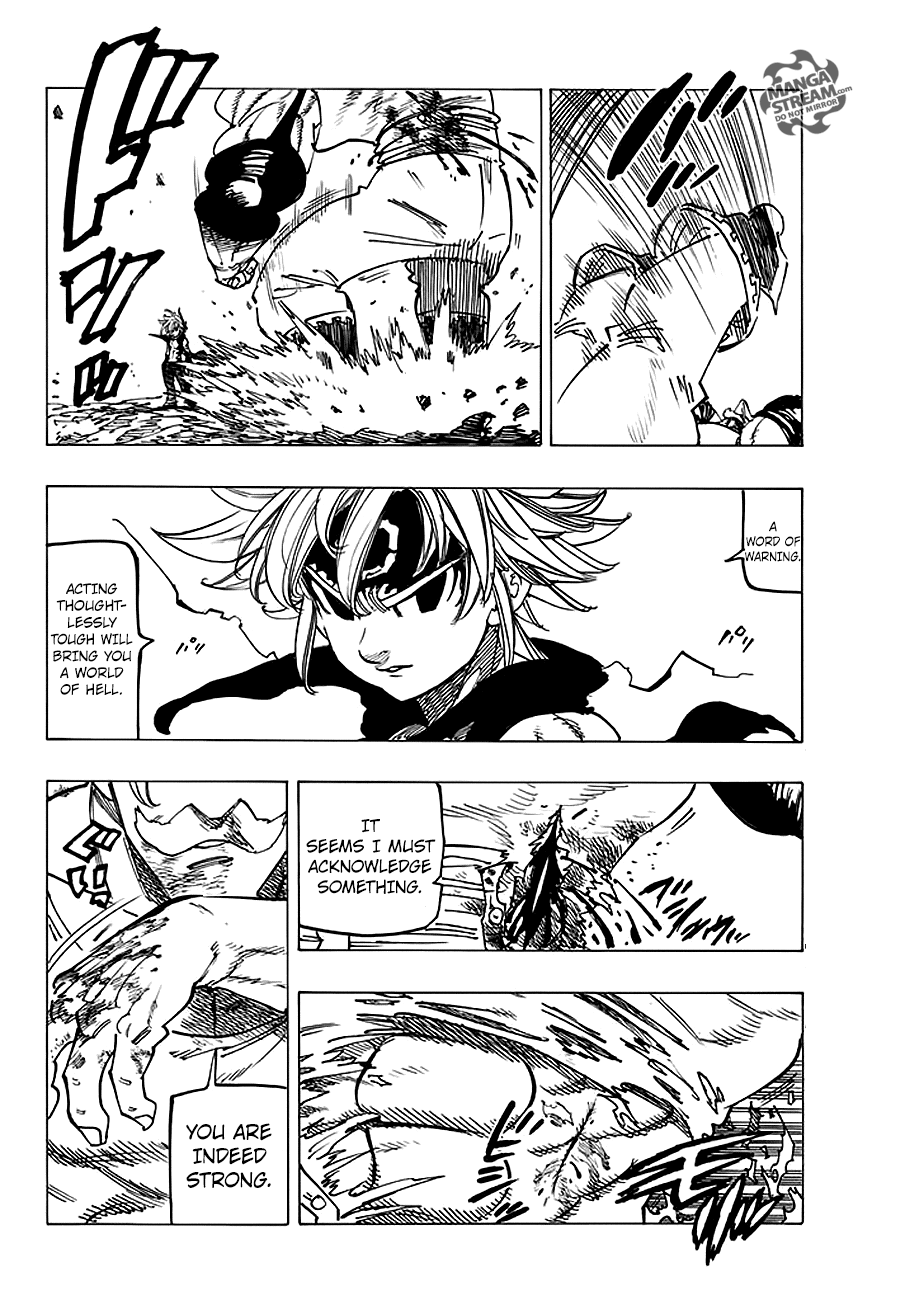 MANGA
STREAM.com
DO NOT MIRROR
A
WORD OF
WARNING.
ACTING
THOUGHT-
LESSLY
TOUGH WILL
BRING YOU
A WORLD
OF HELL.
IT
SEEMS I MUST
ACKNOWLEDGE
SOMETHING.
YOU ARE
INDEED
STRONG.